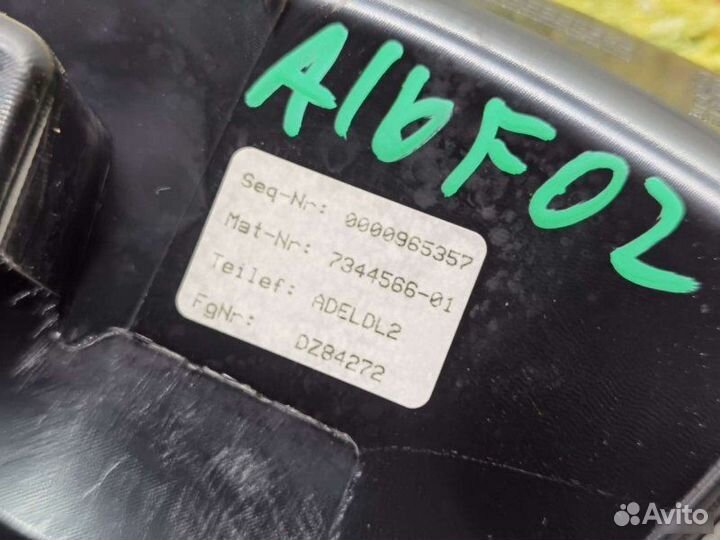 A16F02
Seq-Nr: 0000965357
Mat-Nr: 7344566-01
Teilef: ADELDL2
FgNr: DZ84272
Avito